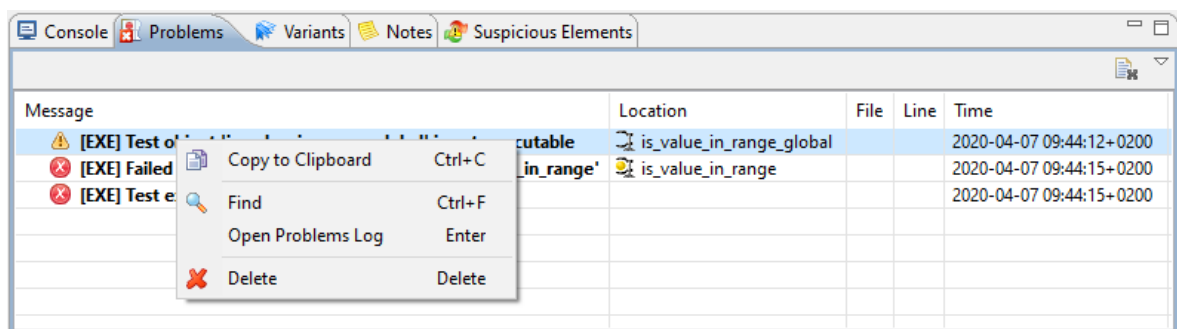 Console Problems Variants Notes Suspicious Elements
Message Location File Line Time
[EXE] Test cutable is_value_in_range_global 2020-04-07 09:44:12+0200
[EXE] Failed _in_range' is_value_in_range 2020-04-07 09:44:15+0200
[EXE] Test e 2020-04-07 09:44:15+0200
Copy to Clipboard Ctrl+C
Find Ctrl+F
Open Problems Log Enter
Delete Delete